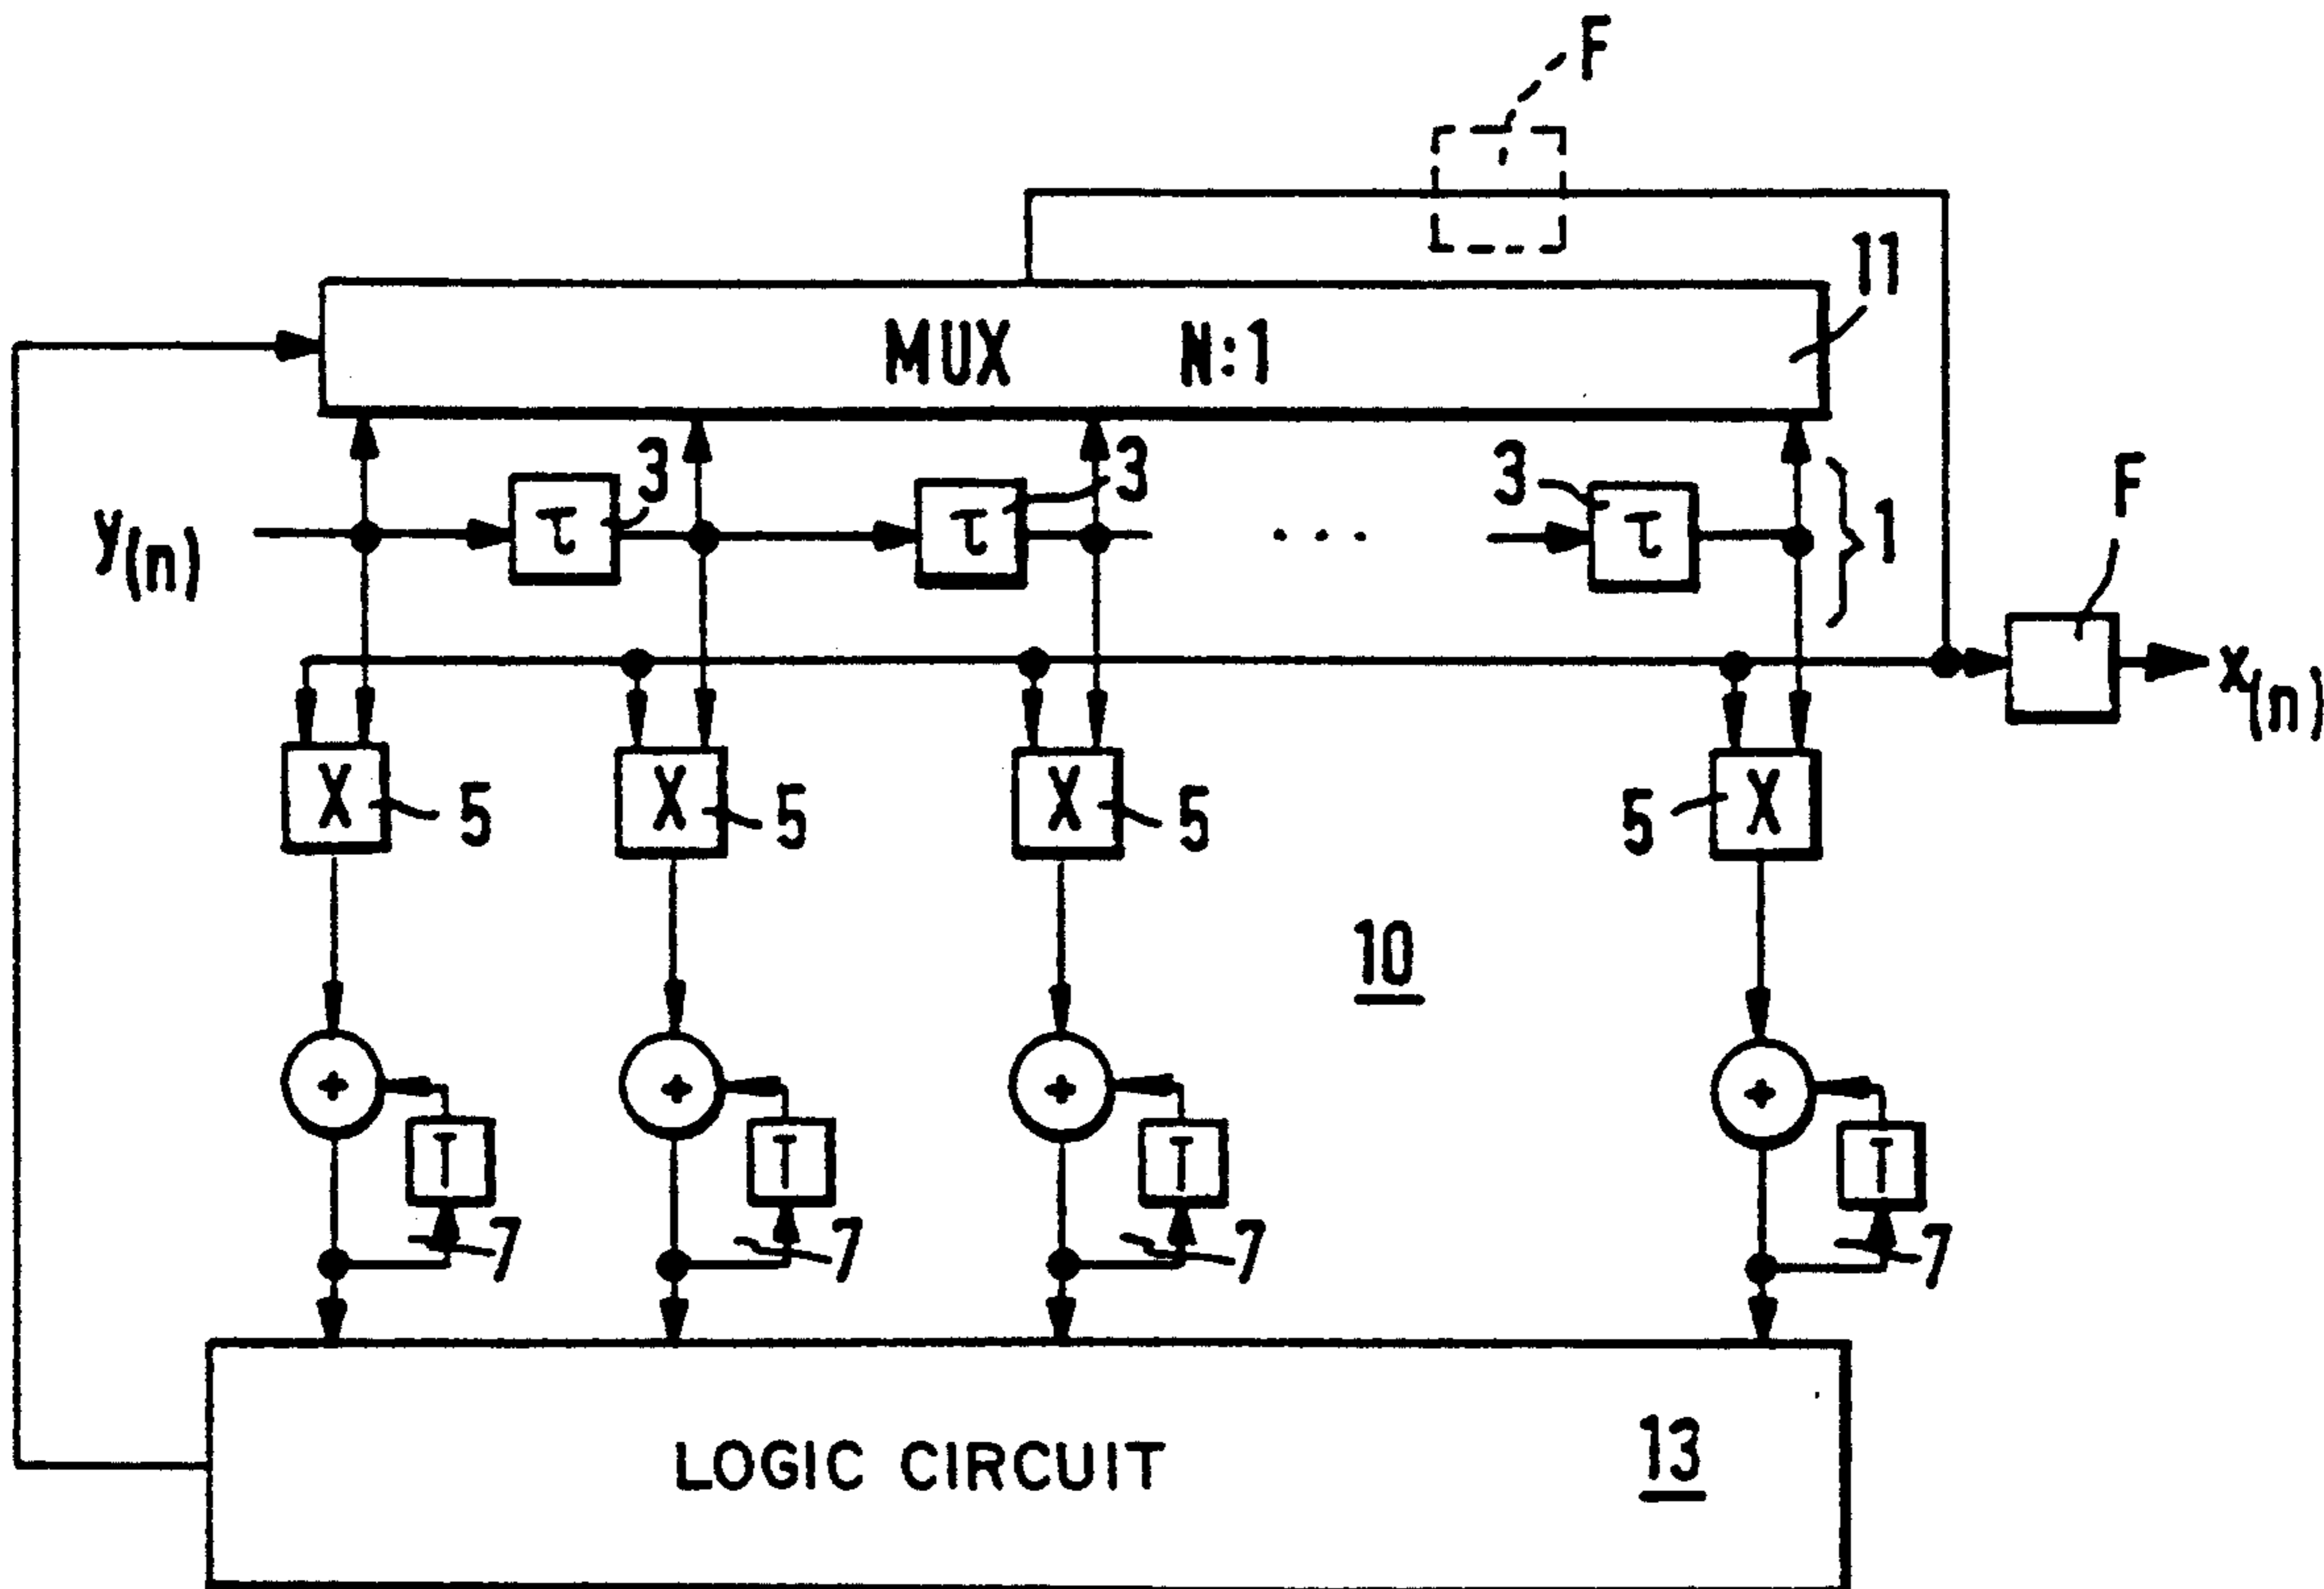 F
11
MUX N:1
3 3 3
τ τ τ
y(n)
1
F
x(n)
X X X X
5 5 5 5
10
+ + + +
T T T T
7 7 7 7
LOGIC CIRCUIT 13